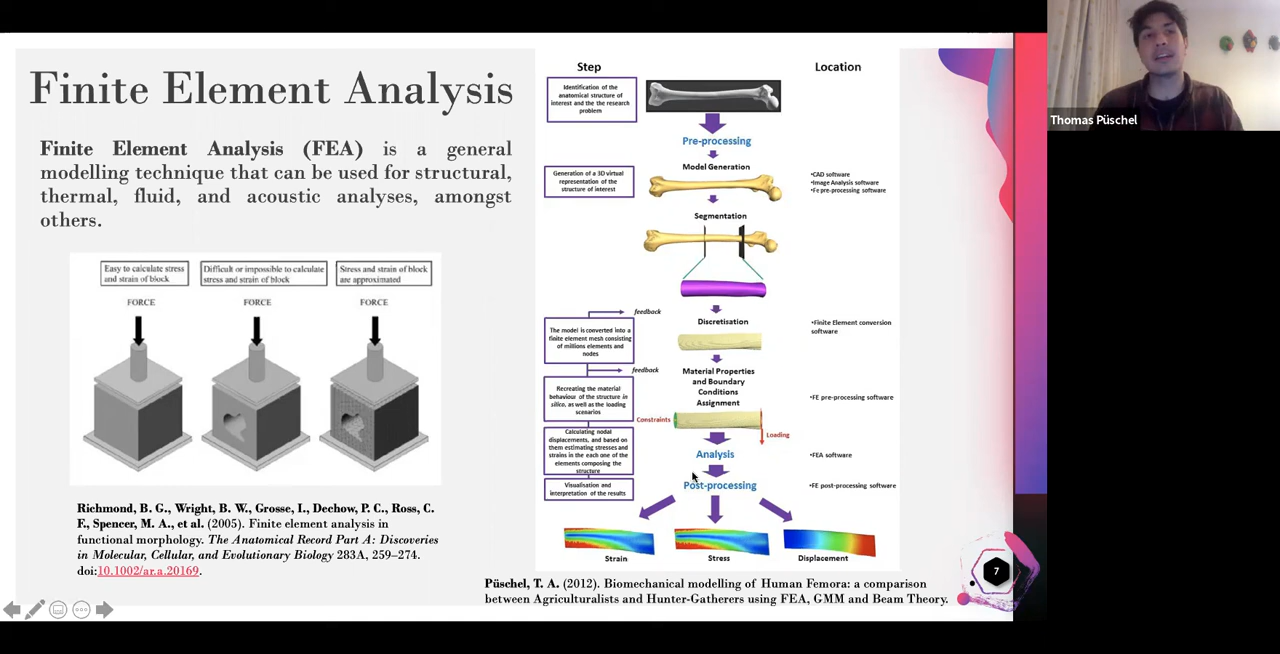 Finite Element Analysis
Finite Element Analysis (FEA) is a general
modelling technique that can be used for structural,
thermal, fluid, and acoustic analyses, amongst
others.
Easy to calculate stress
and strain of block
Difficult or impossible to calculate
stress and strain of block
Stress and strain of block
are approximated
FORCE
FORCE
FORCE
Richmond, B. G., Wright, B. W., Grosse, I., Dechow, P. C., Ross, C.
F., Spencer, M. A., et al. (2005). Finite element analysis in
functional morphology. The Anatomical Record Part A: Discoveries
in Molecular, Cellular, and Evolutionary Biology 283A, 259–274.
doi:10.1002/ar.a.20169.
Step
Location
Identification of the
anatomical structure of
interest and the the research
problem
Pre-processing
Model Generation
Generation of a 3D virtual
representation of the
structure of interest
•CAD software
•Image Analysis software
•Fe pre-processing software
Segmentation
feedback
Discretisation
The model is converted into a
finite element mesh consisting
of millions elements and
nodes
•Finite Element conversion
software
feedback
Material Properties
and Boundary
Conditions
Assignment
Recreating the material
behaviour of the structure in
silico, as well as the loading
scenarios
•FE pre-processing software
Constraints
Loading
Calculating nodal
displacements, and based on
them estimating stresses and
strains in the each one of the
elements composing the
structure
Analysis
•FEA software
Visualisation and
interpretation of the results
Post-processing
•FE post-processing software
Strain
Stress
Displacement
Püschel, T. A. (2012). Biomechanical modelling of Human Femora: a comparison
between Agriculturalists and Hunter-Gatherers using FEA, GMM and Beam Theory.
7
Thomas Püschel